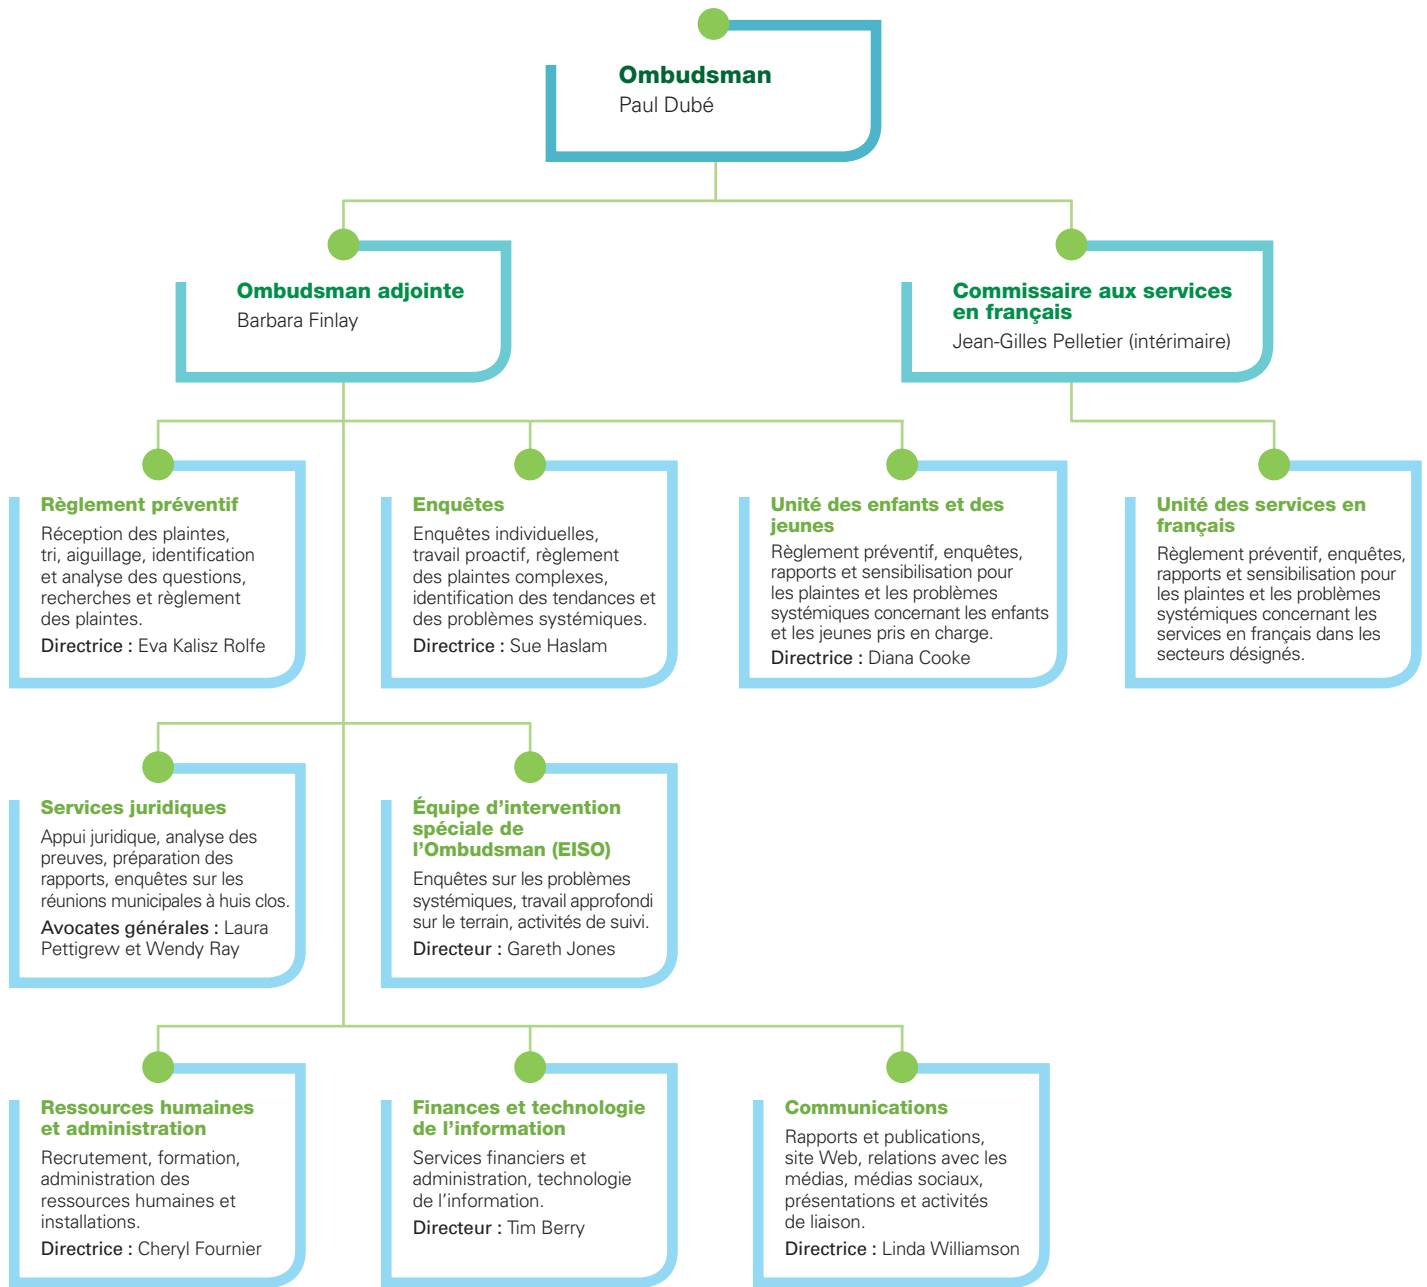 Ombudsman
Paul Dubé
Ombudsman adjointe
Barbara Finlay
Commissaire aux services
en français
Jean-Gilles Pelletier (intérimaire)
Règlement préventif
Réception des plaintes,
tri, aiguillage, identification
et analyse des questions,
recherches et règlement
des plaintes.
Directrice : Eva Kalisz Rolfe
Enquêtes
Enquêtes individuelles,
travail proactif, règlement
des plaintes complexes,
identification des tendances et
des problèmes systémiques.
Directrice : Sue Haslam
Unité des enfants et des
jeunes
Règlement préventif, enquêtes,
rapports et sensibilisation pour
les plaintes et les problèmes
systémiques concernant les enfants
et les jeunes pris en charge.
Directrice : Diana Cooke
Unité des services en
français
Règlement préventif, enquêtes,
rapports et sensibilisation pour
les plaintes et les problèmes
systémiques concernant les
services en français dans les
secteurs désignés.
Services juridiques
Appui juridique, analyse des
preuves, préparation des
rapports, enquêtes sur les
réunions municipales à huis clos.
Avocates générales : Laura
Pettigrew et Wendy Ray
Équipe d’intervention
spéciale de
l’Ombudsman (EISO)
Enquêtes sur les problèmes
systémiques, travail approfondi
sur le terrain, activités de suivi.
Directeur : Gareth Jones
Ressources humaines
et administration
Recrutement, formation,
administration des
ressources humaines et
installations.
Directrice : Cheryl Fournier
Finances et technologie
de l’information
Services financiers et
administration, technologie
de l’information.
Directeur : Tim Berry
Communications
Rapports et publications,
site Web, relations avec les
médias, médias sociaux,
présentations et activités
de liaison.
Directrice : Linda Williamson